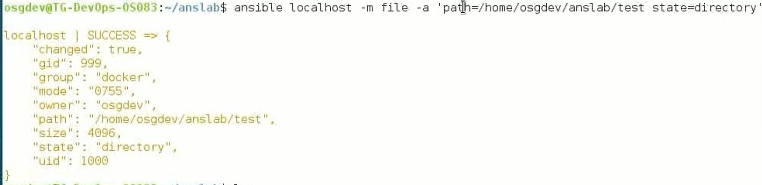 osgdev@TG-DevOps-OS083:~/anslab$ ansible localhost -m file -a 'path=/home/osgdev/anslab/test state=directory'
localhost | SUCCESS => {
    "changed": true,
    "gid": 999,
    "group": "docker",
    "mode": "0755",
    "owner": "osgdev",
    "path": "/home/osgdev/anslab/test",
    "size": 4096,
    "state": "directory",
    "uid": 1000
}